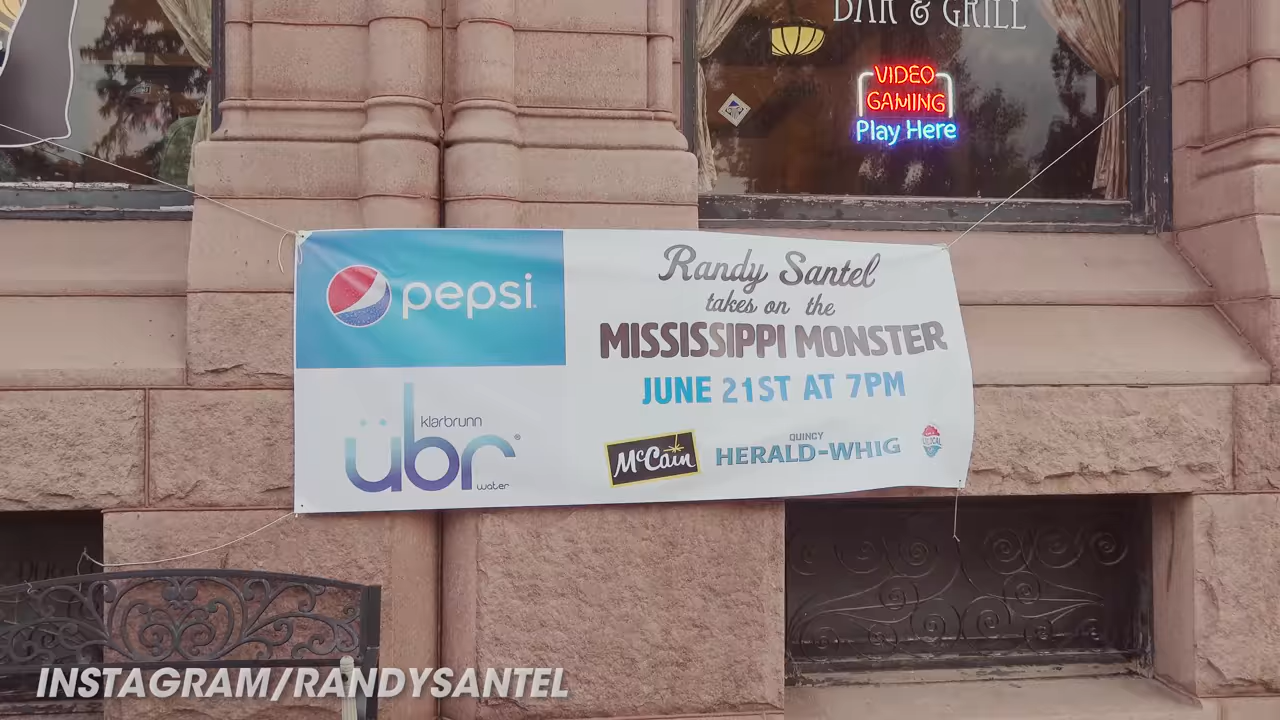 BAR & GRILL
VIDEO
GAMING
Play Here
pepsi
Randy Santel
takes on the
MISSISSIPPI MONSTER
JUNE 21ST AT 7PM
klarbrunn
übr®
water
McCain
QUINCY
HERALD-WHIG
INSTAGRAM/RANDYSANTEL